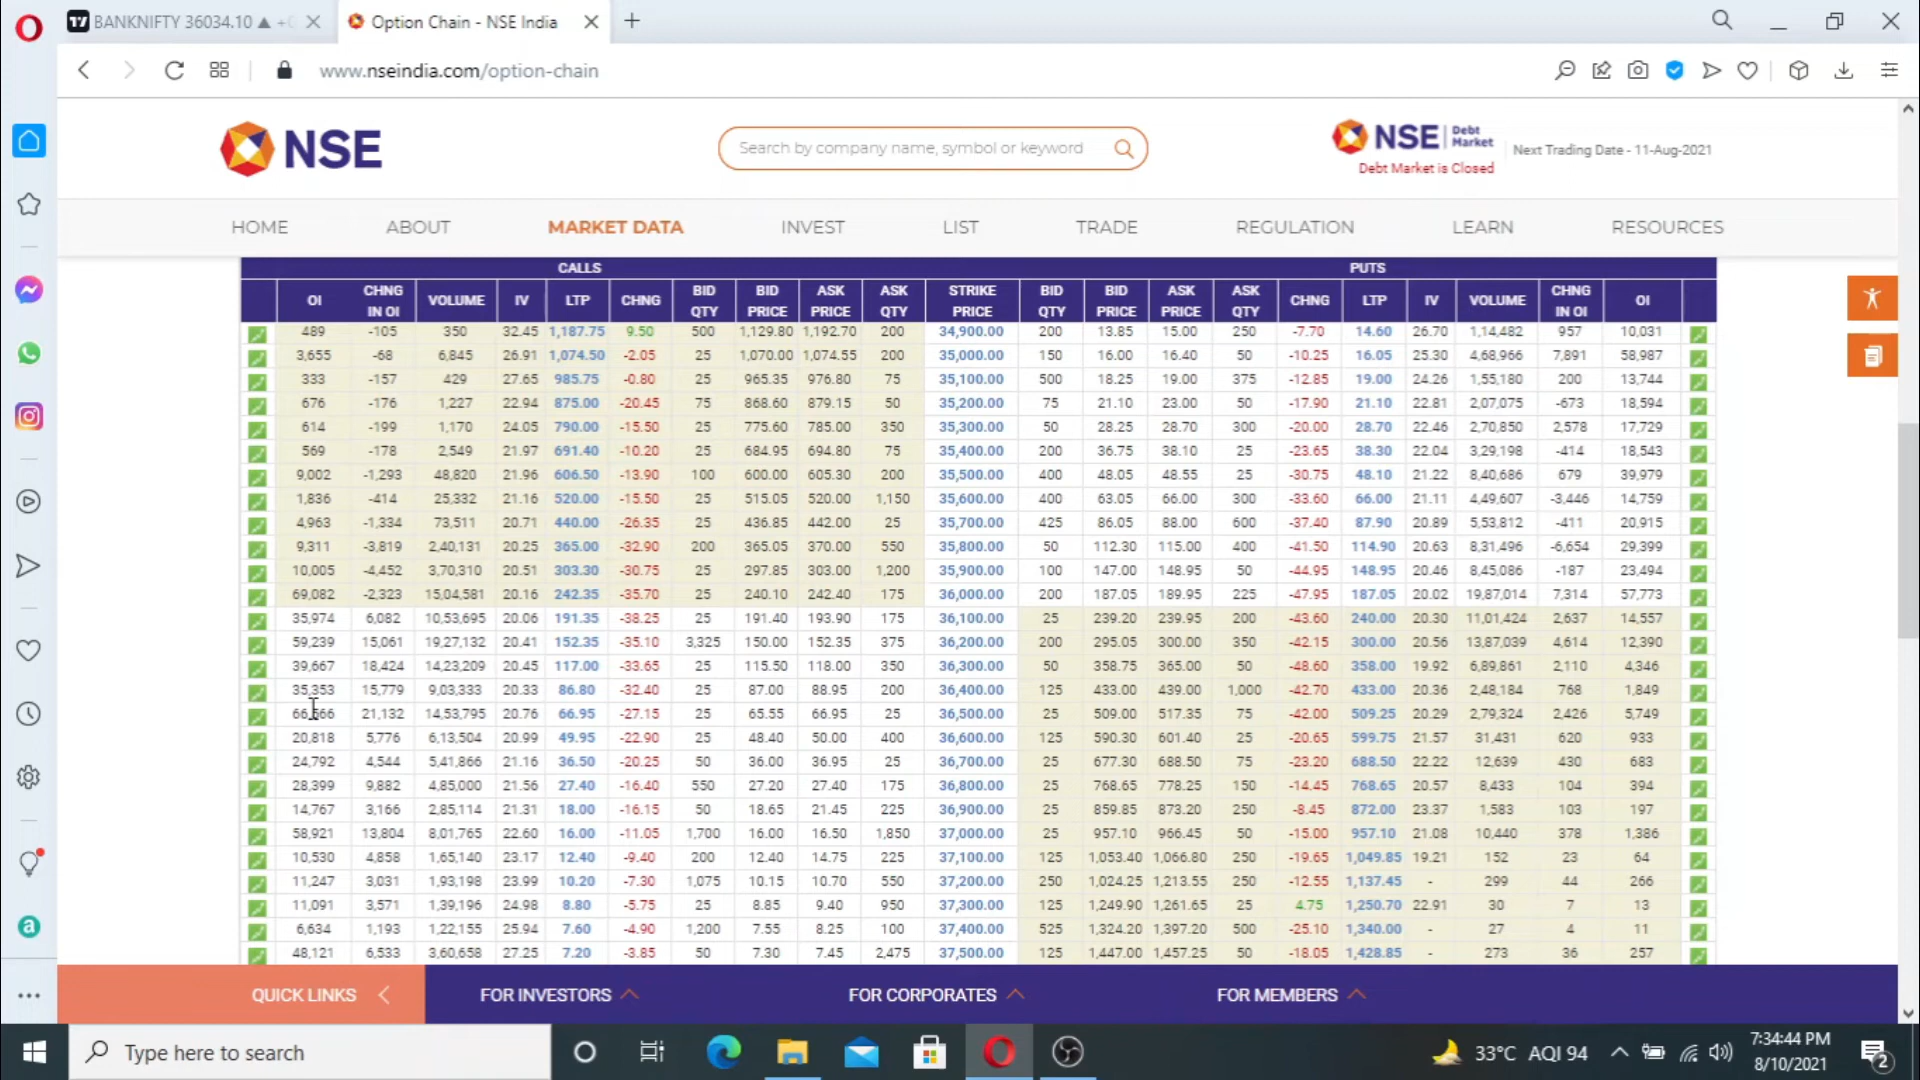 BANKNIFTY 36034.10 ▲
Option Chain - NSE India
www.nseindia.com/option-chain
NSE
Search by company name, symbol or keyword
NSE Debt Market
Debt Market is Closed
Next Trading Date - 11-Aug-2021
HOME ABOUT MARKET DATA INVEST LIST TRADE REGULATION LEARN RESOURCES
CALLS PUTS
OI CHNG IN OI VOLUME IV LTP CHNG BID QTY BID PRICE ASK PRICE ASK QTY STRIKE PRICE BID QTY BID PRICE ASK PRICE ASK QTY CHNG LTP IV VOLUME CHNG IN OI OI
489 -105 350 32.45 1,187.75 9.50 500 1,129.80 1,192.70 200 34,900.00 200 13.85 15.00 250 -7.70 14.60 26.70 1,14,482 957 10,031
3,655 -68 6,845 26.91 1,074.50 -2.05 25 1,070.00 1,074.55 200 35,000.00 150 16.00 16.40 50 -10.25 16.05 25.30 4,68,966 7,891 58,987
333 -157 429 27.65 985.75 -0.80 25 965.35 976.80 75 35,100.00 500 18.25 19.00 375 -12.85 19.00 24.26 1,55,180 200 13,744
676 -176 1,227 22.94 875.00 -20.45 75 868.60 879.15 50 35,200.00 75 21.10 23.00 50 -17.90 21.10 22.81 2,07,075 -673 18,594
614 -199 1,170 24.05 790.00 -15.50 25 775.60 785.00 350 35,300.00 50 28.25 28.70 300 -20.00 28.70 22.46 2,70,850 2,578 17,729
569 -178 2,549 21.97 691.40 -10.20 25 684.95 694.80 75 35,400.00 200 36.75 38.10 25 -23.65 38.30 22.04 3,29,198 -414 18,543
9,002 -1,293 48,820 21.96 606.50 -13.90 100 600.00 605.30 200 35,500.00 400 48.05 48.55 25 -30.75 48.10 21.22 8,40,686 679 39,979
1,836 -414 25,332 21.16 520.00 -15.50 25 515.05 520.00 1,150 35,600.00 400 63.05 66.00 300 -33.60 66.00 21.11 4,49,607 -3,446 14,759
4,963 -1,334 73,511 20.71 440.00 -26.35 25 436.85 442.00 25 35,700.00 425 86.05 88.00 600 -37.40 87.90 20.89 5,53,812 -411 20,915
9,311 -3,819 2,40,131 20.25 365.00 -32.90 200 365.05 370.00 550 35,800.00 50 112.30 115.00 400 -41.50 114.90 20.63 8,31,496 -6,654 29,399
10,005 -4,452 3,70,310 20.51 303.30 -30.75 25 297.85 303.00 1,200 35,900.00 100 147.00 148.95 50 -44.95 148.95 20.46 8,45,086 -187 23,494
69,082 -2,323 15,04,581 20.16 242.35 -35.70 25 240.10 242.40 175 36,000.00 200 187.05 189.95 225 -47.95 187.05 20.02 19,87,014 7,314 57,773
35,974 6,082 10,53,695 20.06 191.35 -38.25 25 191.40 193.90 175 36,100.00 25 239.20 239.95 200 -43.60 240.00 20.30 11,01,424 2,637 14,557
59,239 15,061 19,27,132 20.41 152.35 -35.10 3,325 150.00 152.35 375 36,200.00 200 295.05 300.00 350 -42.15 300.00 20.56 13,87,039 4,614 12,390
39,667 18,424 14,23,209 20.45 117.00 -33.65 25 115.50 118.00 350 36,300.00 50 358.75 365.00 50 -48.60 358.00 19.92 6,89,861 2,110 4,346
35,353 15,779 9,03,333 20.33 86.80 -32.40 25 87.00 88.95 200 36,400.00 125 433.00 439.00 1,000 -42.70 433.00 20.36 2,48,184 768 1,849
21,132 14,53,795 20.76 66.95 -27.15 25 65.55 66.95 25 36,500.00 25 509.00 517.35 75 -42.00 509.25 20.29 2,79,324 2,426 5,749
20,818 5,776 6,13,504 20.99 49.95 -22.90 25 48.40 50.00 400 36,600.00 125 590.30 601.40 25 -20.65 599.75 21.57 31,431 620 933
24,792 4,544 5,41,866 21.16 36.50 -20.25 50 36.00 36.95 25 36,700.00 25 677.30 688.50 75 -23.20 688.50 22.22 12,639 430 683
28,399 9,882 4,85,000 21.56 27.40 -16.40 550 27.20 27.40 175 36,800.00 25 768.65 778.25 150 -14.45 768.65 20.57 8,433 104 394
14,767 3,166 2,85,114 21.31 18.00 -16.15 50 18.65 21.45 225 36,900.00 25 859.85 873.20 250 -8.45 872.00 23.37 1,583 103 197
58,921 13,804 8,01,765 22.60 16.00 -11.05 1,700 16.00 16.50 1,850 37,000.00 25 957.10 966.45 50 -15.00 957.10 21.08 10,440 378 1,386
10,530 4,858 1,65,140 23.17 12.40 -9.40 200 12.40 14.75 225 37,100.00 125 1,053.40 1,066.80 250 -19.65 1,049.85 19.21 152 23 64
11,247 3,031 1,93,198 23.99 10.20 -7.30 1,075 10.15 10.70 550 37,200.00 250 1,024.25 1,213.55 250 -12.55 1,137.45 - 299 44 266
11,091 3,571 1,39,196 24.98 8.80 -5.75 25 8.85 9.40 950 37,300.00 125 1,249.90 1,261.65 25 4.75 1,250.70 22.91 30 7 13
6,634 1,193 1,22,155 25.94 7.60 -4.90 1,200 7.55 8.25 100 37,400.00 525 1,324.20 1,397.20 500 -25.10 1,340.00 - 27 4 11
48,121 6,533 3,60,658 27.25 7.20 -3.85 50 7.30 7.45 2,475 37,500.00 125 1,447.00 1,457.25 50 -18.05 1,428.85 - 273 36 257
QUICK LINKS FOR INVESTORS FOR CORPORATES FOR MEMBERS
Type here to search
33°C AQI 94
7:34:44 PM
8/10/2021
2